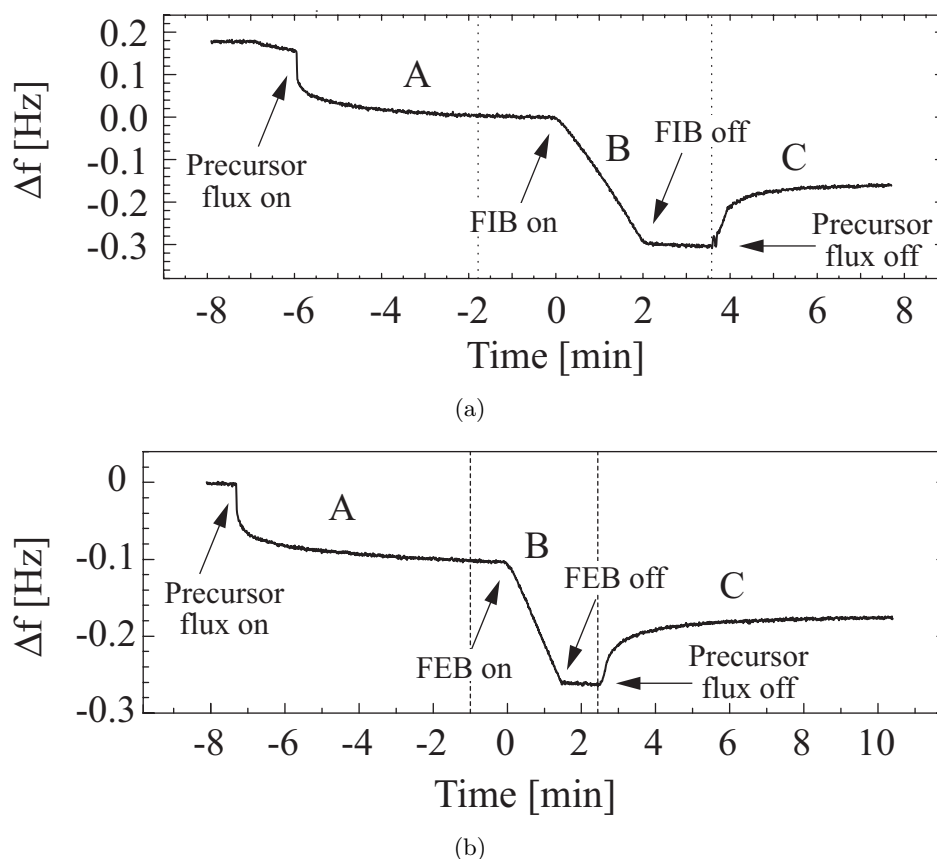 0.2
0.1
0.0
-0.1
-0.2
-0.3
Δf [Hz]
A
B
C
Precursor
flux on
FIB on
FIB off
Precursor
flux off
-8 -6 -4 -2 0 2 4 6 8
Time [min]
(a)
0
-0.1
-0.2
-0.3
Δf [Hz]
A
B
C
Precursor
flux on
FEB on
FEB off
Precursor
flux off
-8 -6 -4 -2 0 2 4 6 8 10
Time [min]
(b)